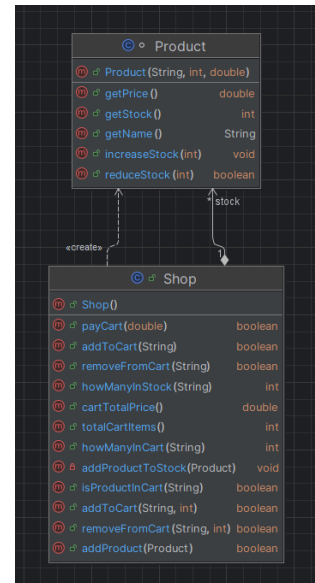 Product
Product(String, int, double)
getPrice() double
getStock() int
getName() String
increaseStock(int) void
reduceStock(int) boolean
* stock
«create»
1
Shop
Shop()
payCart(double) boolean
addToCart(String) boolean
removeFromCart(String) boolean
howManyInStock(String) int
cartTotalPrice() double
totalCartItems() int
howManyInCart(String) int
addProductToStock(Product) void
isProductInCart(String) boolean
addToCart(String, int) boolean
removeFromCart(String, int) boolean
addProduct(Product) boolean